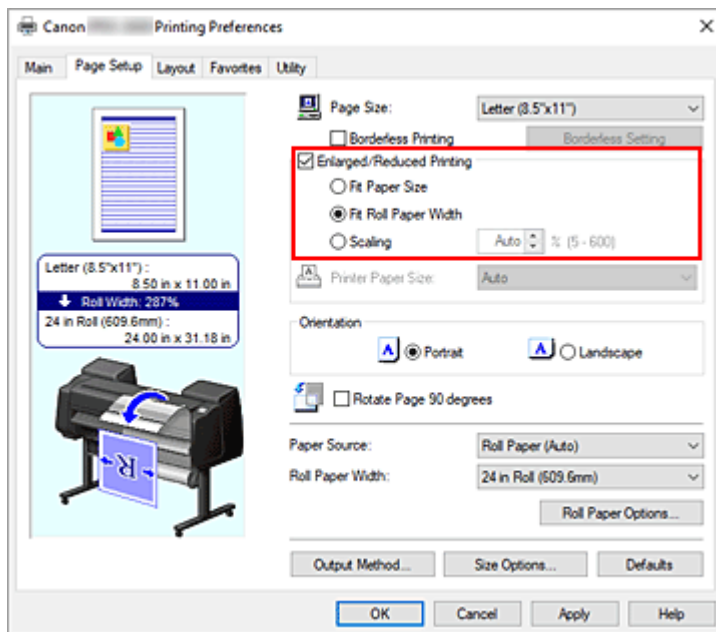 Canon Printing Preferences
Main Page Setup Layout Favorites Utility
Page Size: Letter (8.5"x11")
Borderless Printing Borderless Setting
Enlarged/Reduced Printing
Fit Paper Size
Fit Roll Paper Width
Scaling Auto % (5 - 600)
Printer Paper Size: Auto
Letter (8.5"x11") :
8.50 in x 11.00 in
Roll Width: 287%
24 in Roll (609.6mm) :
24.00 in x 31.18 in
Orientation
A Portrait A Landscape
Rotate Page 90 degrees
Paper Source: Roll Paper (Auto)
Roll Paper Width: 24 in Roll (609.6mm)
Roll Paper Options...
R
Output Method... Size Options... Defaults
OK Cancel Apply Help